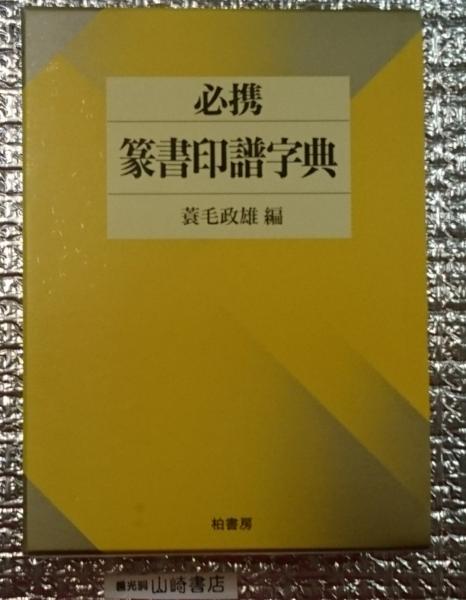 必携
篆書印譜字典
蓑毛政雄 編
柏書房
山崎書店